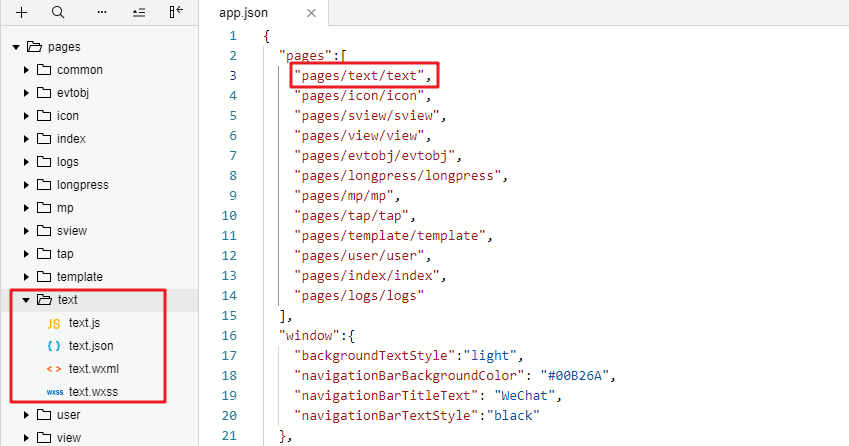 app.json
pages
common
evtobj
icon
index
logs
longpress
mp
sview
tap
template
text
JS text.js
{ } text.json
< > text.wxml
wxss text.wxss
user
view
1 {
2 "pages":[
3 "pages/text/text",
4 "pages/icon/icon",
5 "pages/sview/sview",
6 "pages/view/view",
7 "pages/evtobj/evtobj",
8 "pages/longpress/longpress",
9 "pages/mp/mp",
10 "pages/tap/tap",
11 "pages/template/template",
12 "pages/user/user",
13 "pages/index/index",
14 "pages/logs/logs"
15 ],
16 "window":{
17 "backgroundTextStyle":"light",
18 "navigationBarBackgroundColor": "#00B26A",
19 "navigationBarTitleText": "WeChat",
20 "navigationBarTextStyle":"black"
21 },